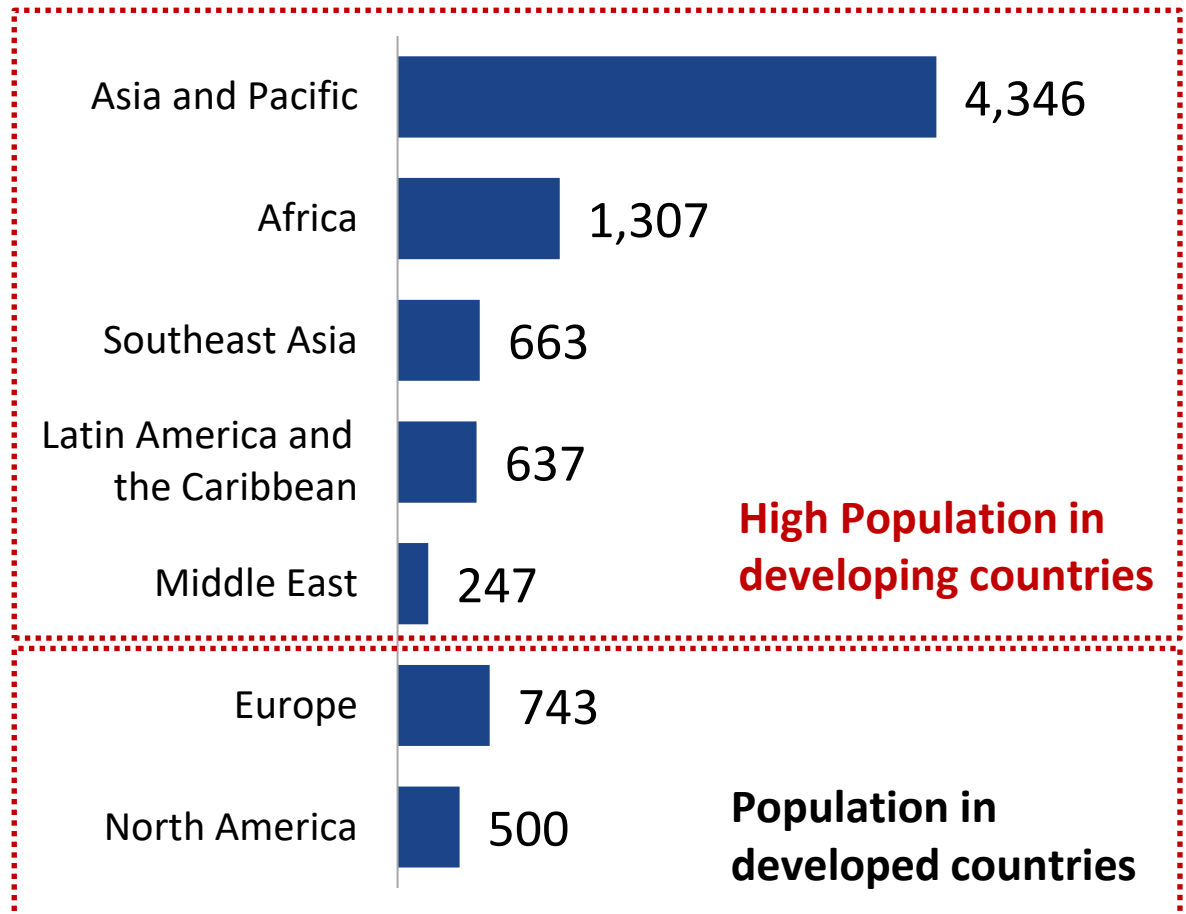 Asia and Pacific
4,346
Africa
1,307
Southeast Asia
663
Latin America and
the Caribbean
637
High Population in
developing countries
Middle East
247
Europe
743
North America
500
Population in
developed countries